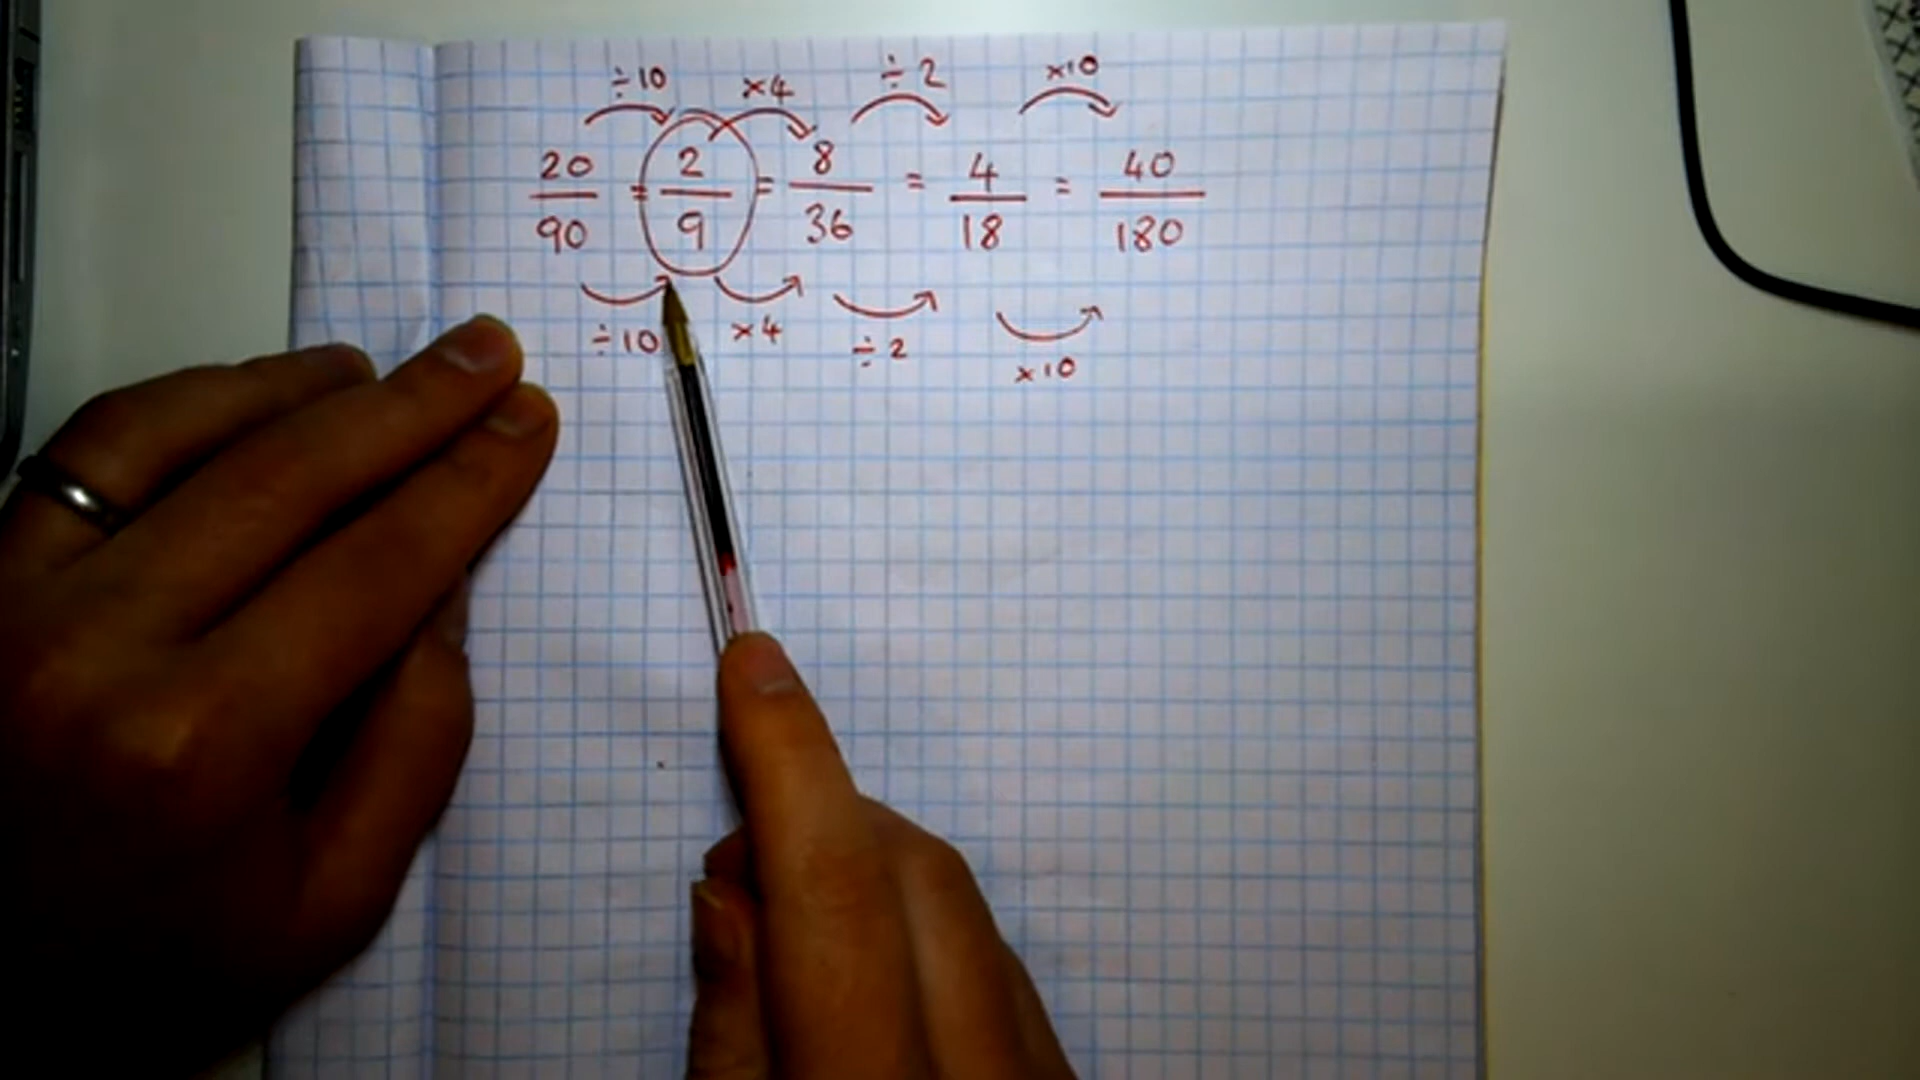 ÷10 ×4 ÷2 ×10
20/90 = 2/9 = 8/36 = 4/18 = 40/180
÷10 ×4 ÷2 ×10